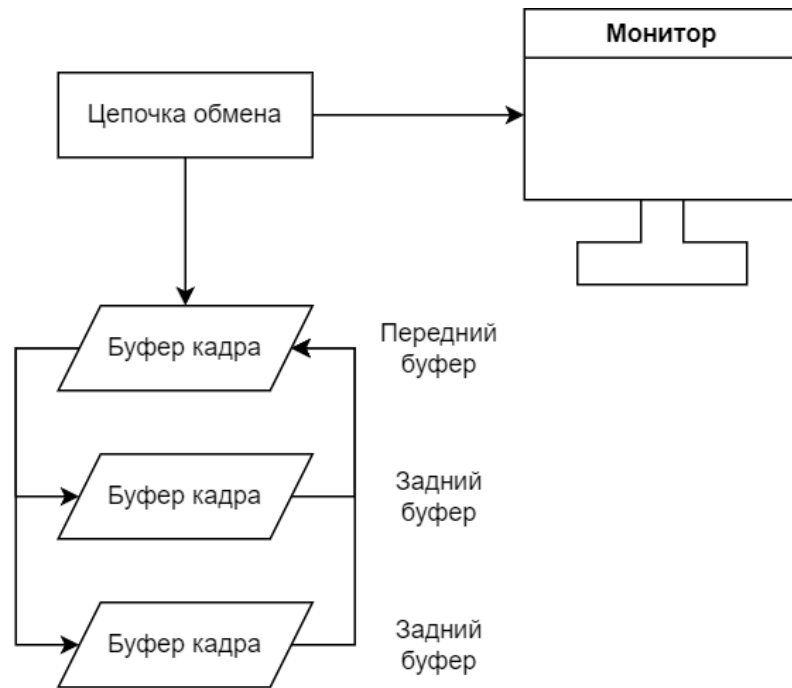 Монитор
Цепочка обмена
Буфер кадра
Передний
буфер
Буфер кадра
Задний
буфер
Буфер кадра
Задний
буфер